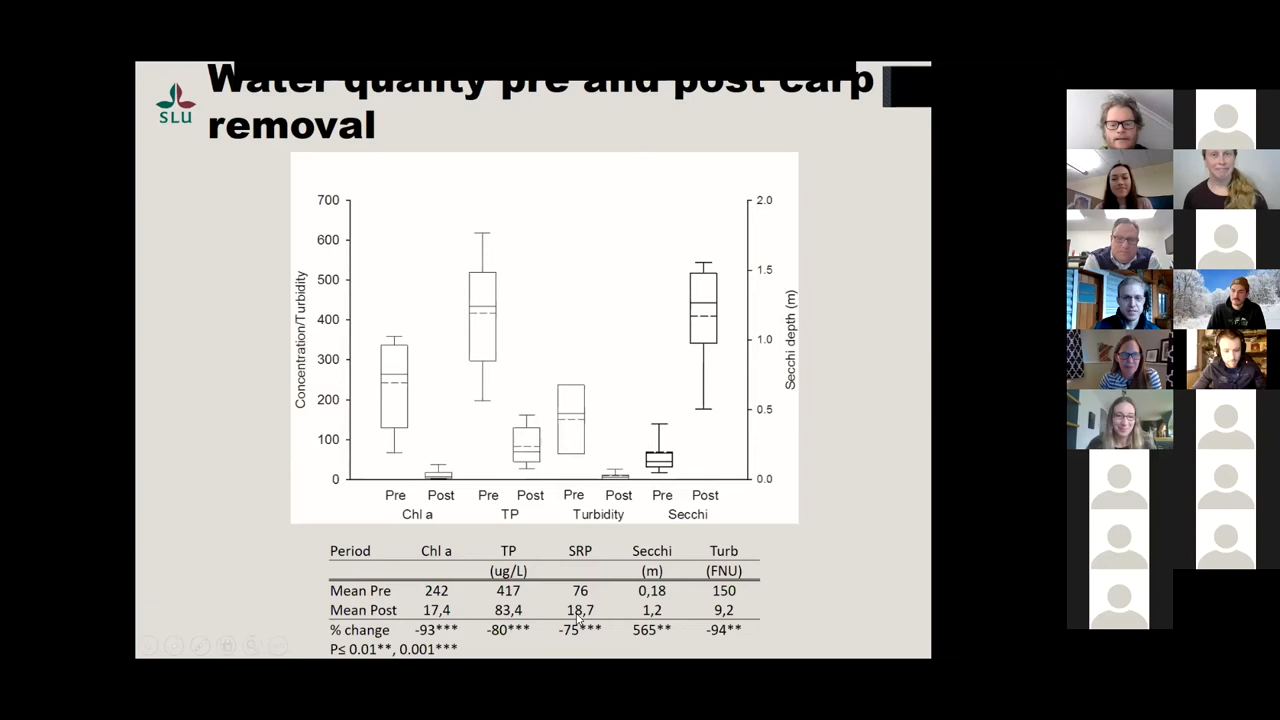 Water quality pre and post carp
removal
SLU
700
600
500
400
300
200
100
0
Concentration/Turbidity
2.0
1.5
1.0
0.5
0.0
Secchi depth (m)
Pre Post Pre Post Pre Post Pre Post
Chl a TP Turbidity Secchi
Period Chl a TP SRP Secchi Turb
(ug/L) (m) (FNU)
Mean Pre 242 417 76 0,18 150
Mean Post 17,4 83,4 18,7 1,2 9,2
% change -93*** -80*** -75*** 565** -94**
P≤ 0.01**, 0.001***